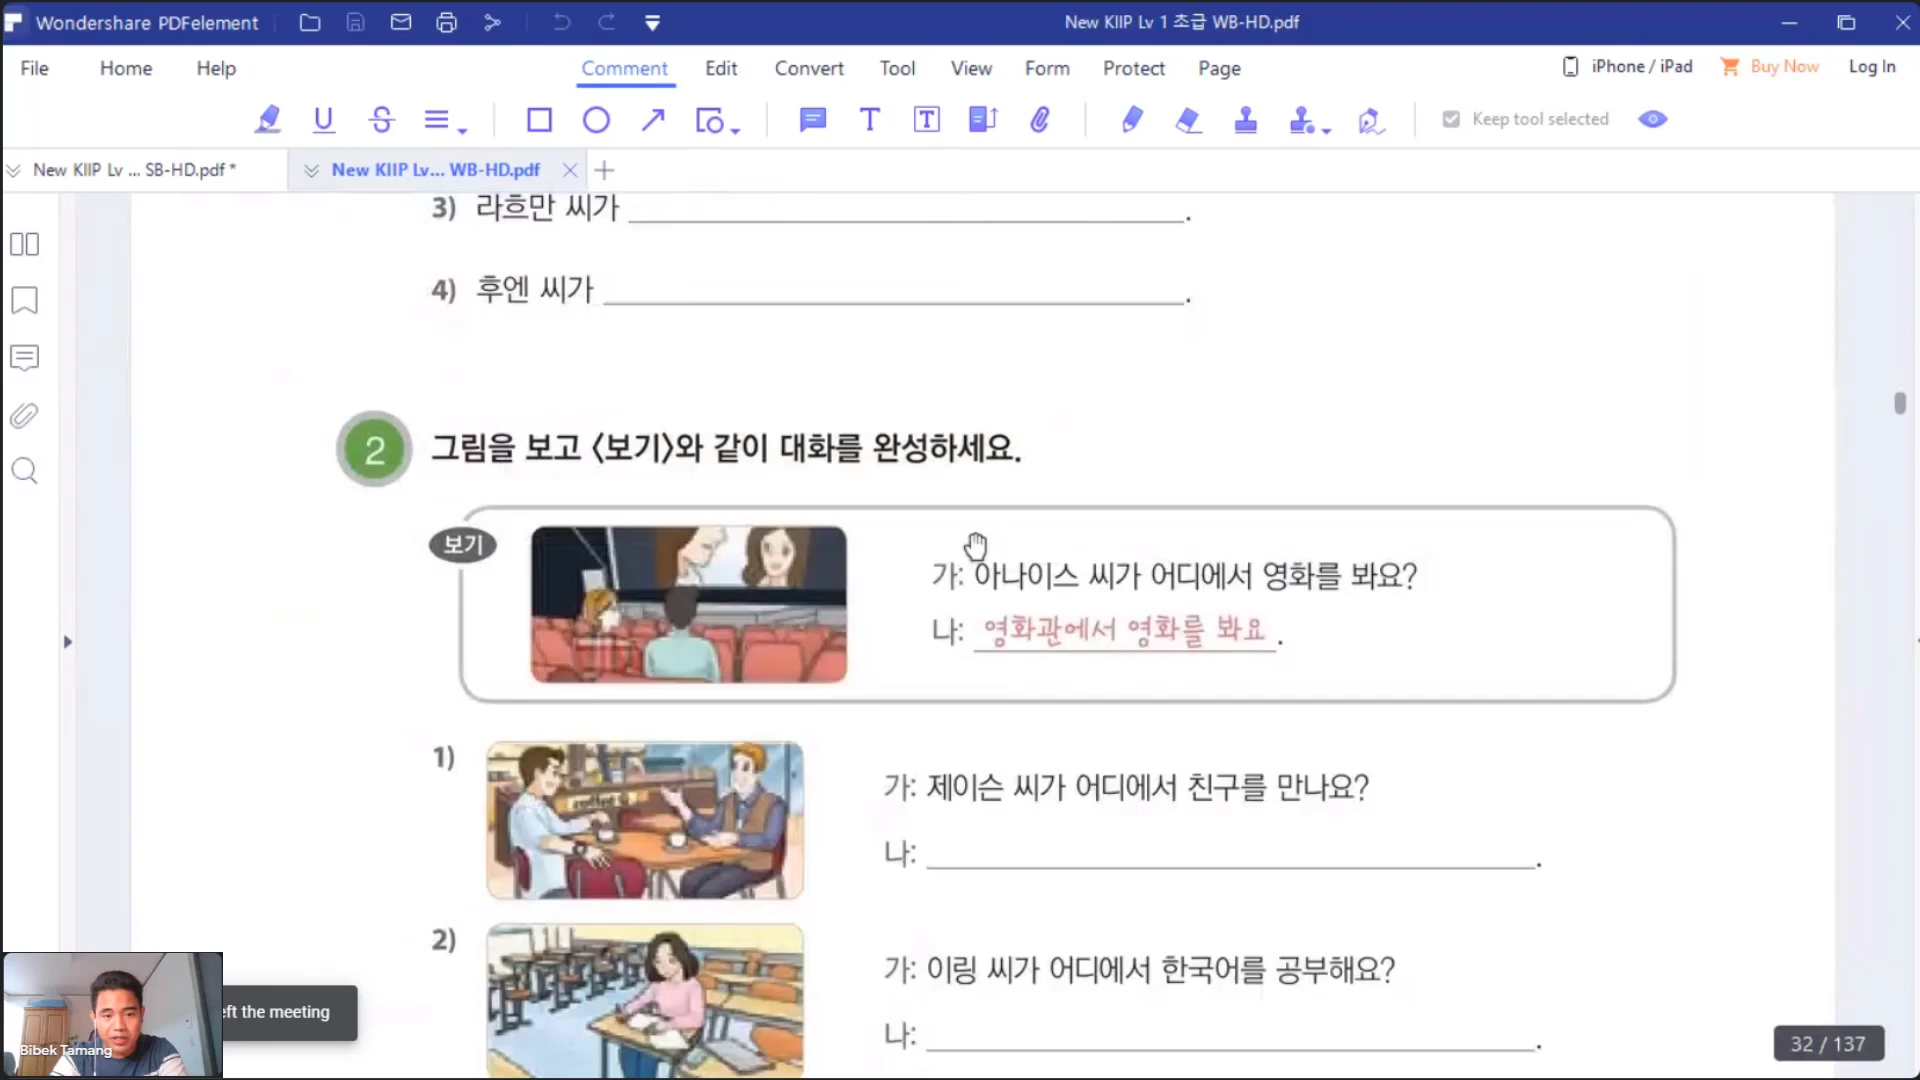 Wondershare PDFelement
New KIIP Lv 1 초급 WB-HD.pdf
File Home Help Comment Edit Convert Tool View Form Protect Page iPhone / iPad Buy Now Log In
Keep tool selected
New KIIP Lv ... SB-HD.pdf *
New KIIP Lv... WB-HD.pdf
3) 라흐만 씨가 .
4) 후엔 씨가 .
2 그림을 보고 〈보기〉와 같이 대화를 완성하세요.
보기
가: 아나이스 씨가 어디에서 영화를 봐요?
나: 영화관에서 영화를 봐요 .
1)
가: 제이슨 씨가 어디에서 친구를 만나요?
나: .
2)
가: 이링 씨가 어디에서 한국어를 공부해요?
나: .
left the meeting
Bibek Tamang
32 / 137